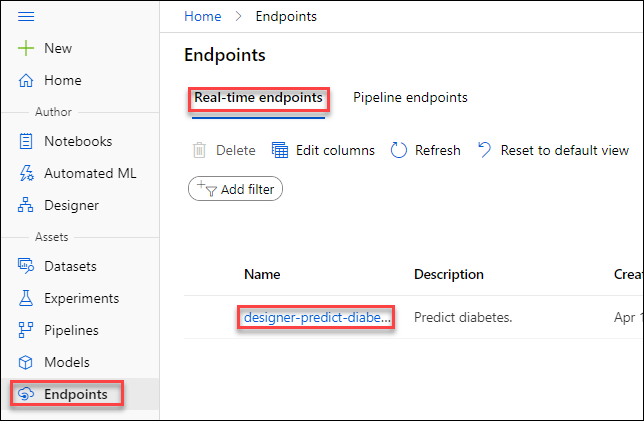 Home > Endpoints
New
Home
Author
Notebooks
Automated ML
Designer
Assets
Datasets
Experiments
Pipelines
Models
Endpoints
Endpoints
Real-time endpoints Pipeline endpoints
Delete Edit columns Refresh Reset to default view
Add filter
Name Description Creat
designer-predict-diabe... Predict diabetes. Apr 1